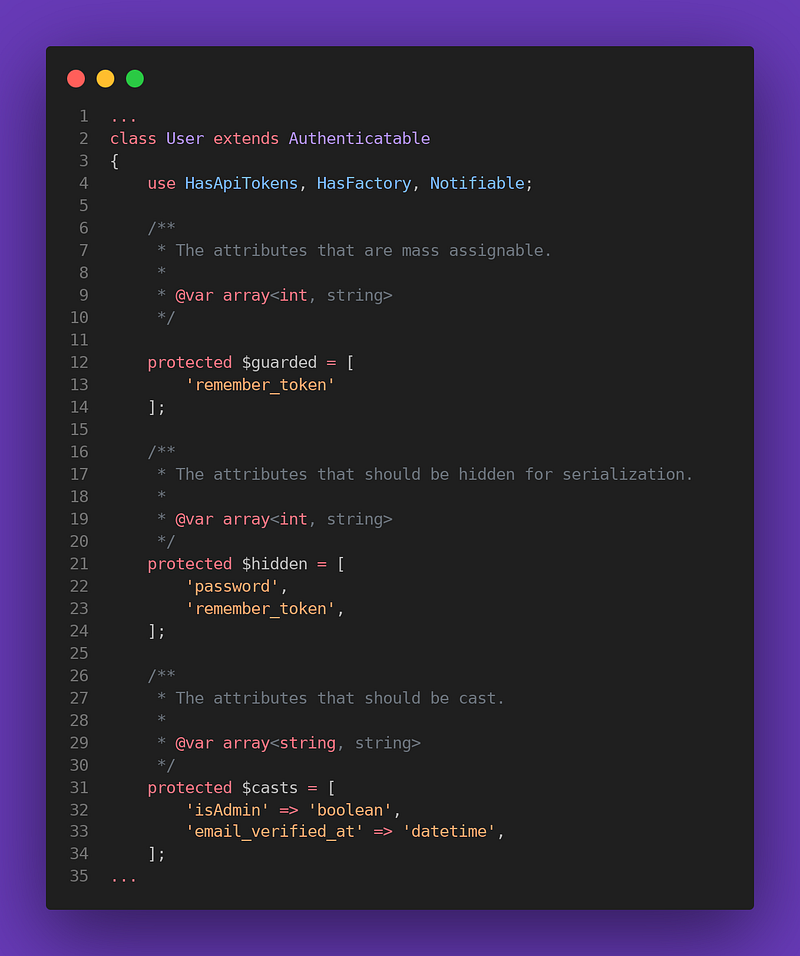 1 ...
2 class User extends Authenticatable
3 {
4     use HasApiTokens, HasFactory, Notifiable;
5
6     /**
7      * The attributes that are mass assignable.
8      *
9      * @var array<int, string>
10      */
11
12     protected $guarded = [
13         'remember_token'
14     ];
15
16     /**
17      * The attributes that should be hidden for serialization.
18      *
19      * @var array<int, string>
20      */
21     protected $hidden = [
22         'password',
23         'remember_token',
24     ];
25
26     /**
27      * The attributes that should be cast.
28      *
29      * @var array<string, string>
30      */
31     protected $casts = [
32         'isAdmin' => 'boolean',
33         'email_verified_at' => 'datetime',
34     ];
35 ...